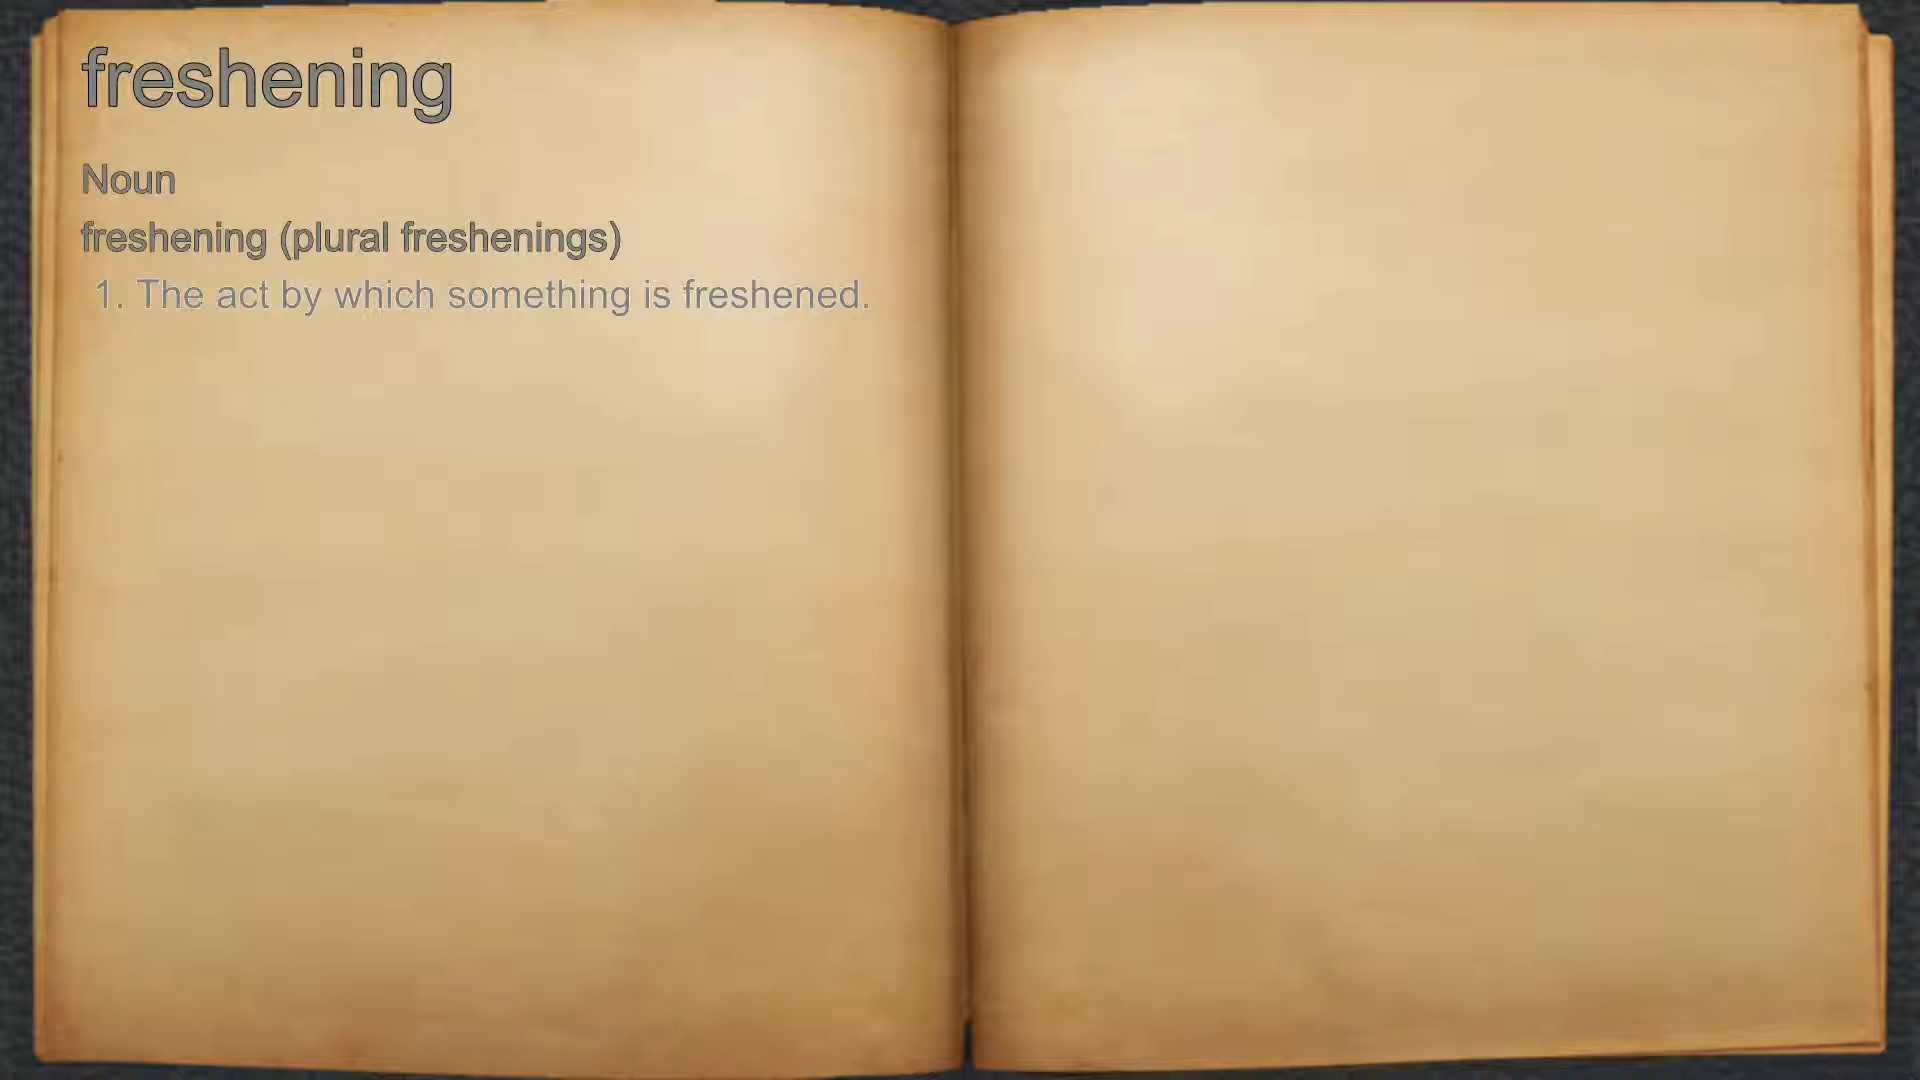 freshening
Noun
freshening (plural freshenings)
1. The act by which something is freshened.